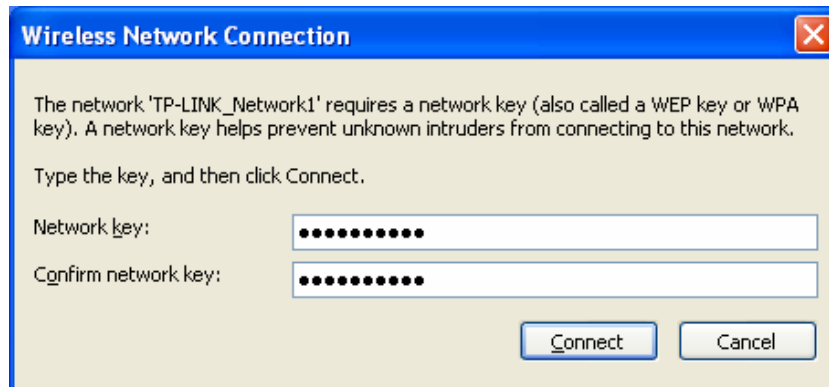 Wireless Network Connection
The network 'TP-LINK_Network1' requires a network key (also called a WEP key or WPA
key). A network key helps prevent unknown intruders from connecting to this network.
Type the key, and then click Connect.
Network key: ●●●●●●●●●●
Confirm network key: ●●●●●●●●●●
Connect Cancel